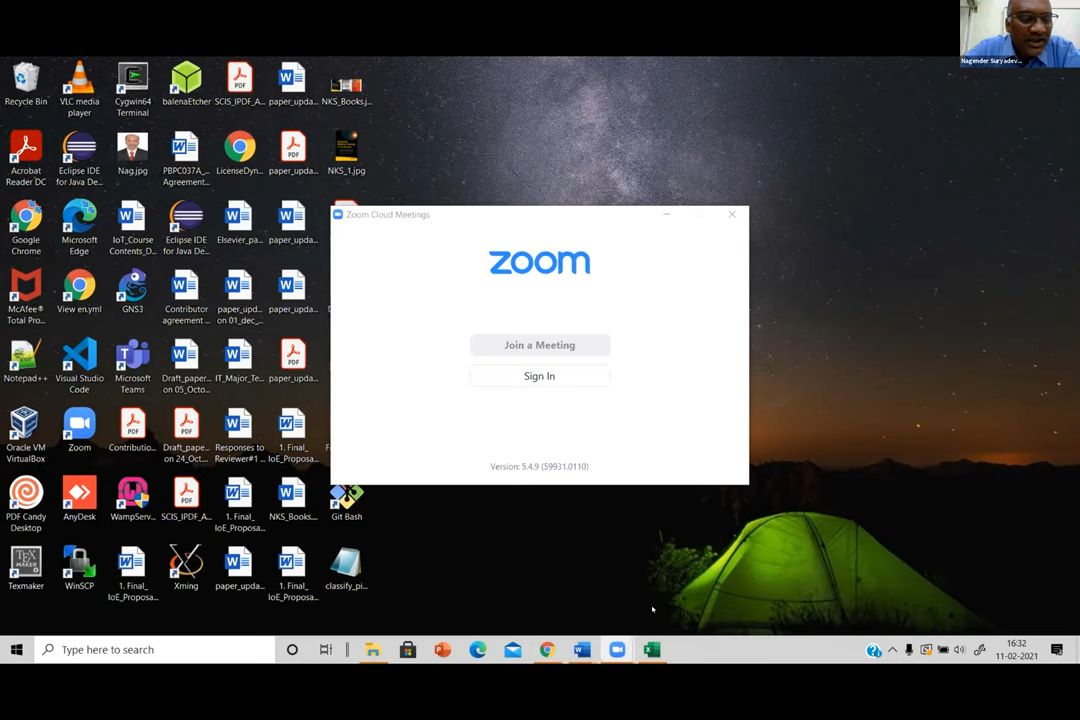 Nagender Suryadev...
Recycle Bin
VLC media
player
Cygwin64
Terminal
balenaEtcher
SCIS_IPDF_A...
paper_upda...
NKS_Books.j...
Acrobat
Reader DC
Eclipse IDE
for Java De...
Nag.jpg
PBPC037A_...
Agreement...
LicenseDyn...
paper_upda...
NKS_1.jpg
Google
Chrome
Microsoft
Edge
IoT_Course
Contents_D...
Eclipse IDE
for Java De...
Elsevier_pa...
paper_upda...
Zoom Cloud Meetings
zoom
McAfee®
Total Pro...
View en.yml
GNS3
Contributor
agreement ...
paper_upd...
on 01_dec_...
paper_upda...
Join a Meeting
Sign In
Notepad++
Visual Studio
Code
Microsoft
Teams
Draft_paper...
on 05_Octo...
IT_Major_Te...
paper_upda...
Oracle VM
VirtualBox
Zoom
Contributio...
Draft_pape...
on 24_Oct...
Responses to
Reviewer#1 ...
1. Final_
IoE_Proposa...
Version: 5.4.9 (59931.0110)
PDF Candy
Desktop
AnyDesk
WampServ...
SCIS_IPDF_A...
1. Final_
IoE_Proposa...
NKS_Books....
Git Bash
TEX
MAKER
Texmaker
WinSCP
1. Final_
IoE_Proposa...
Xming
paper_upda...
1. Final_
IoE_Proposa...
classify_pi...
Type here to search
16:32
11-02-2021